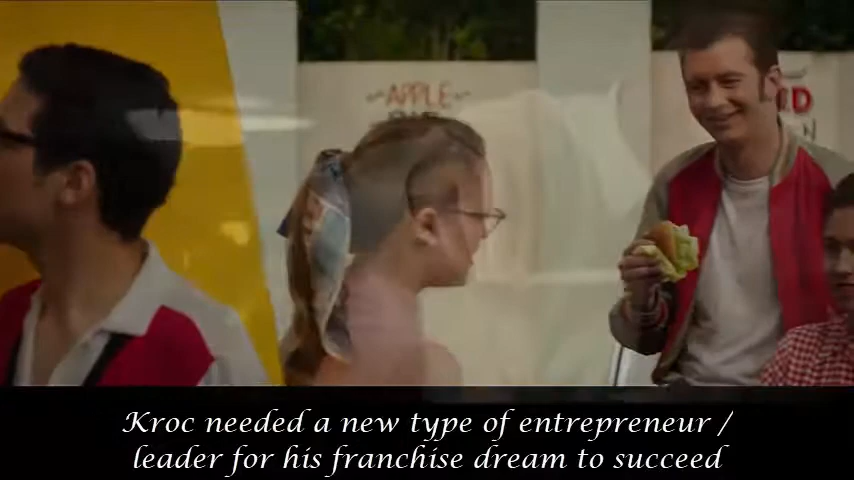 APPLE
Kroc needed a new type of entrepreneur /
leader for his franchise dream to succeed